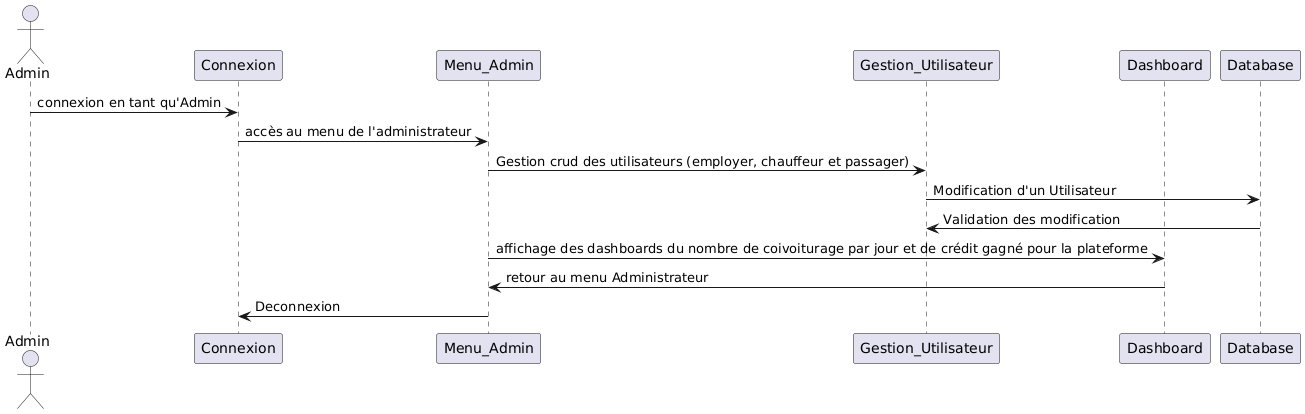 Admin
Connexion
Menu_Admin
Gestion_Utilisateur
Dashboard
Database
connexion en tant qu'Admin
accès au menu de l'administrateur
Gestion crud des utilisateurs (employer, chauffeur et passager)
Modification d'un Utilisateur
Validation des modification
affichage des dashboards du nombre de coivoiturage par jour et de crédit gagné pour la plateforme
retour au menu Administrateur
Deconnexion
Admin
Connexion
Menu_Admin
Gestion_Utilisateur
Dashboard
Database